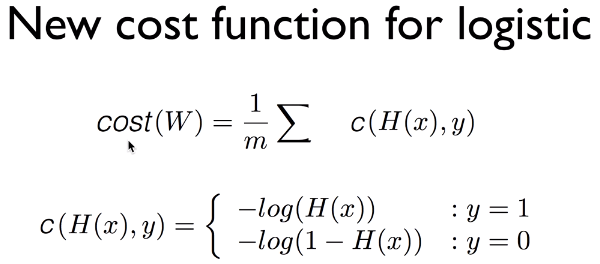 New cost function for logistic
cost(W) = 1/m ∑ c(H(x), y)
c(H(x), y) = { -log(H(x)) : y = 1
-log(1 - H(x)) : y = 0